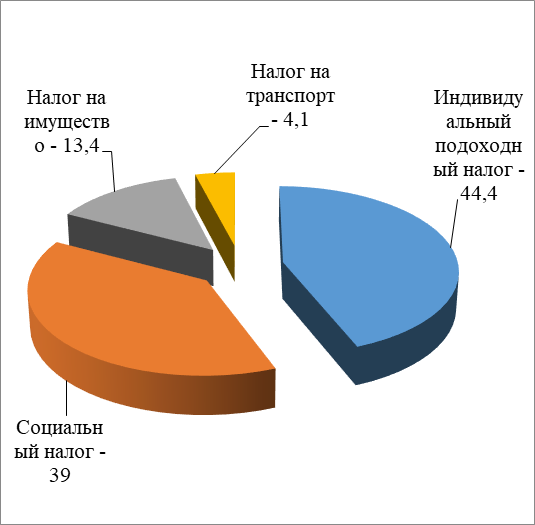 Налог на
транспорт
- 4,1
Налог на
имуществ
о - 13,4
Индивиду
альный
подоходн
ый налог -
44,4
Социальн
ый налог -
39